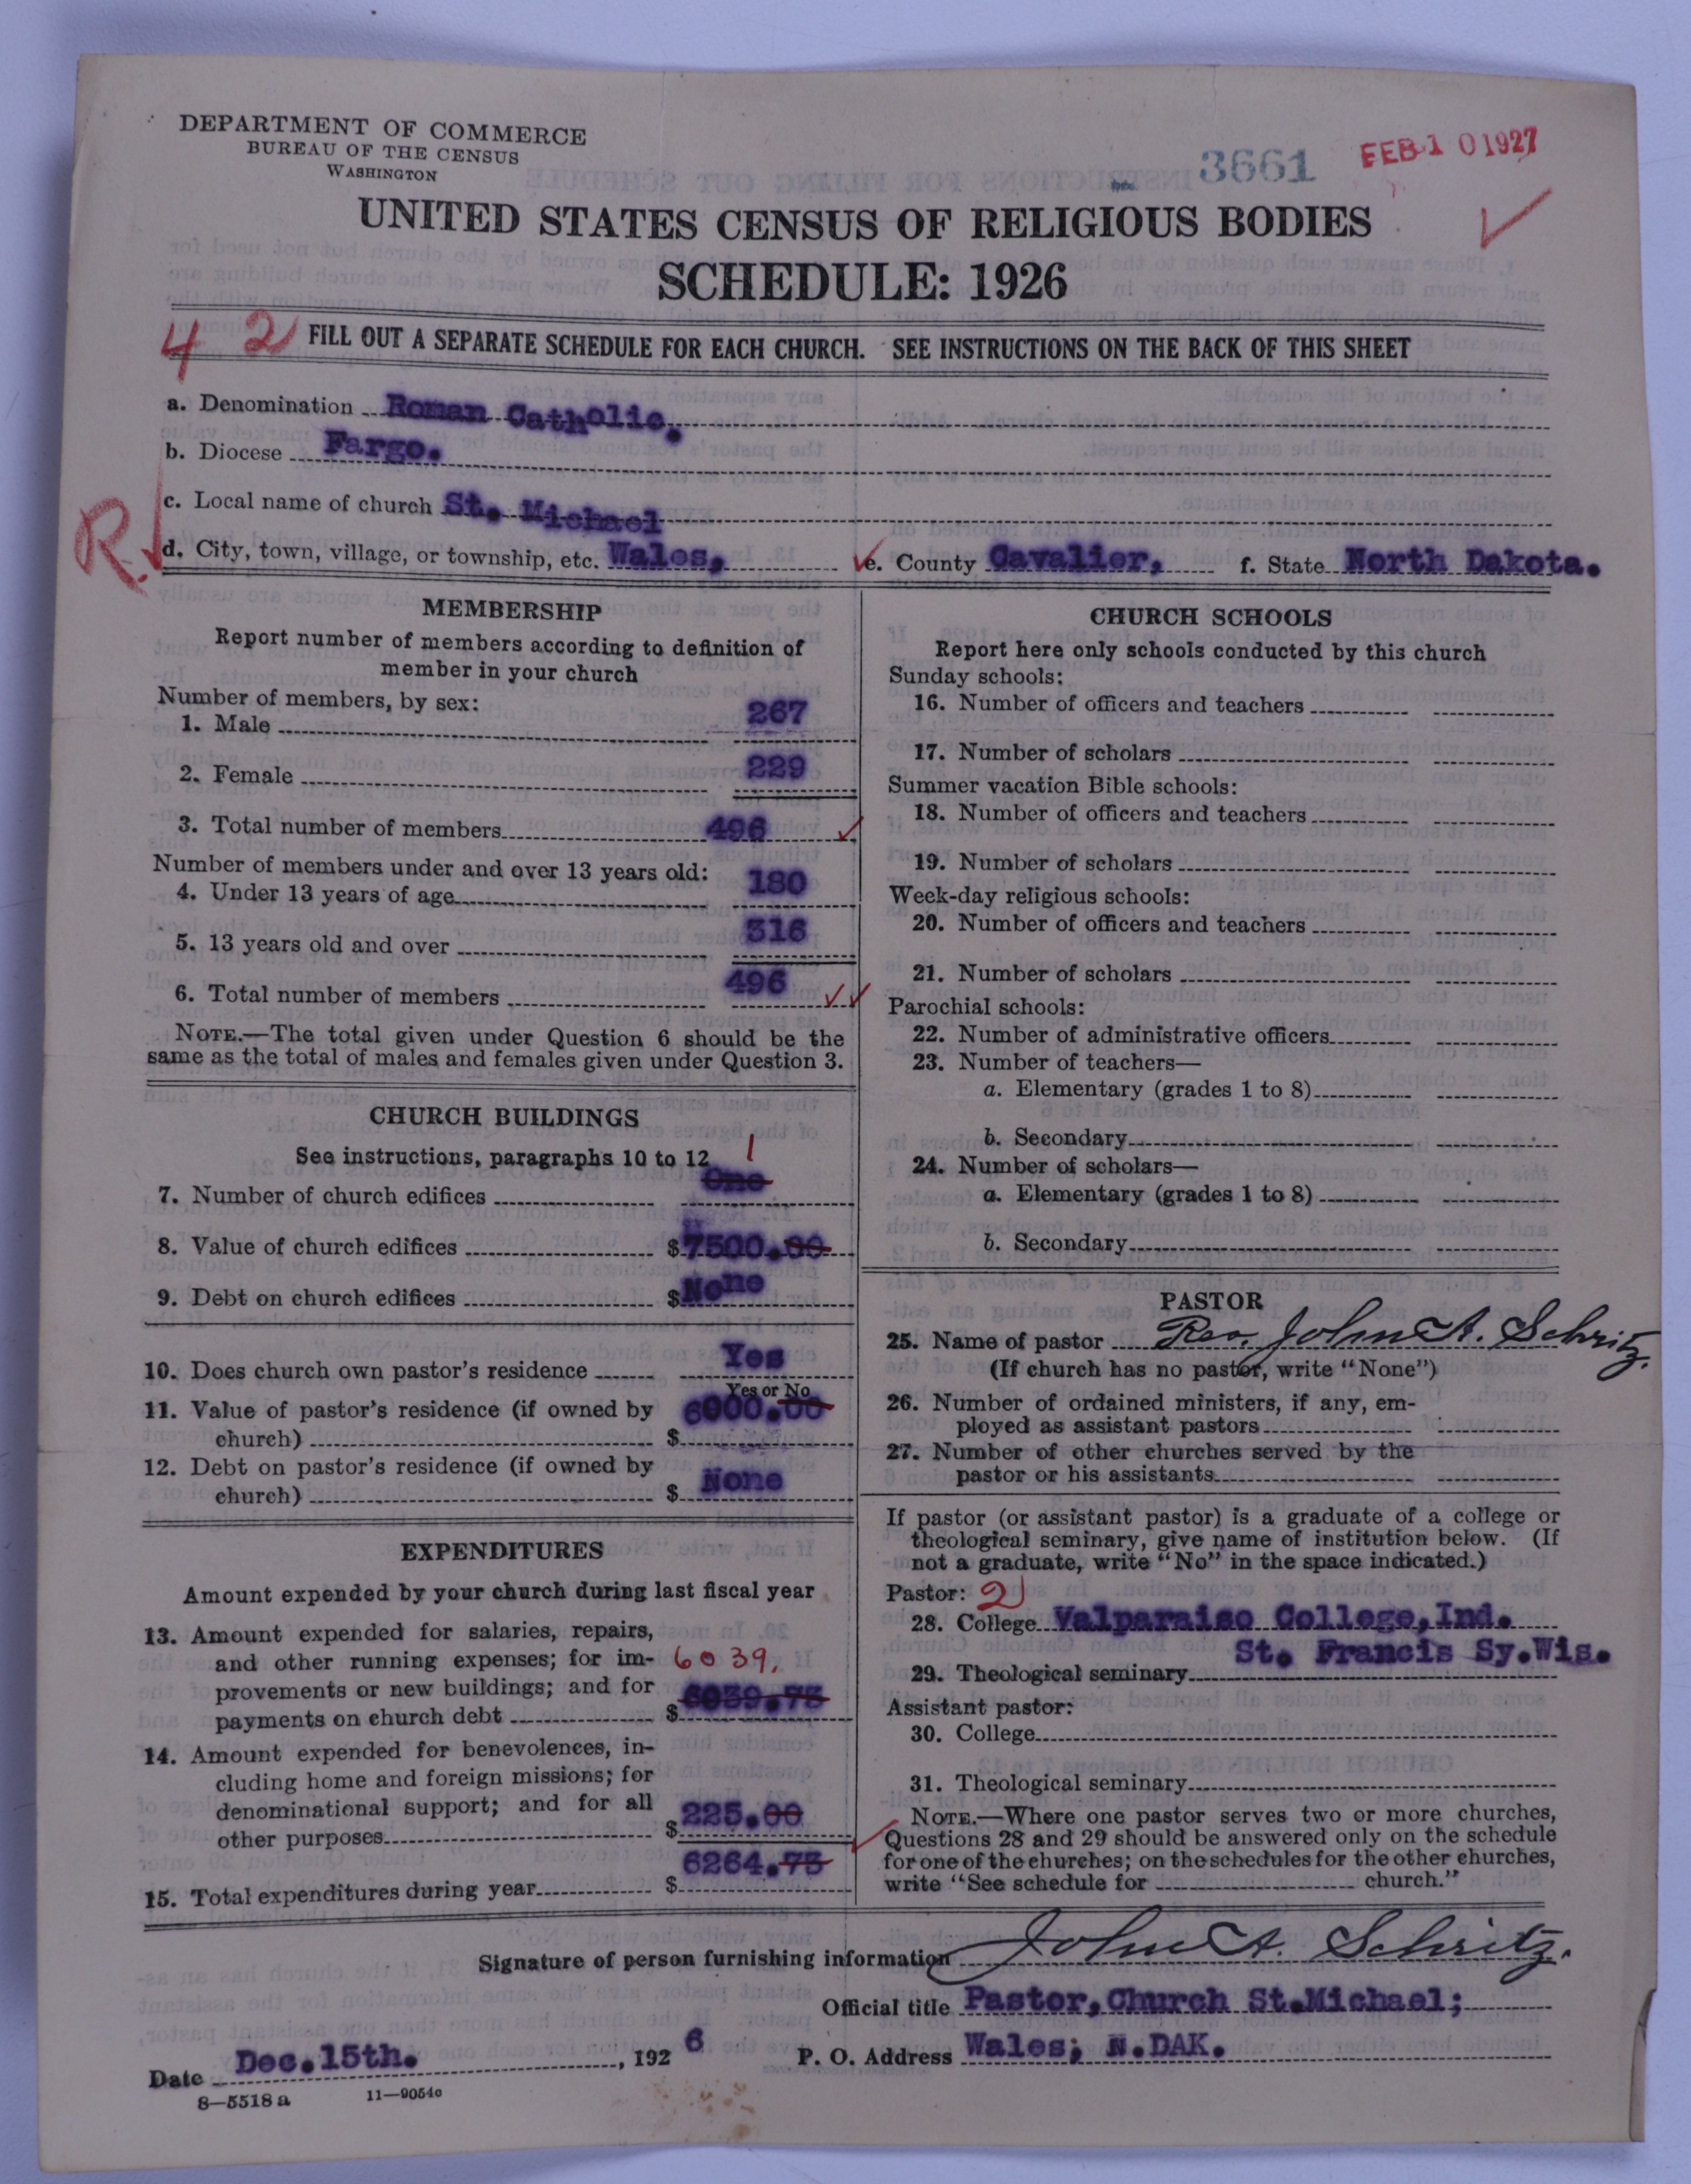 DEPARTMENT OF COMMERCE
BUREAU OF THE CENSUS
WASHINGTON
3661
FEB 10 1927
UNITED STATES CENSUS OF RELIGIOUS BODIES
SCHEDULE: 1926
4 2 FILL OUT A SEPARATE SCHEDULE FOR EACH CHURCH. SEE INSTRUCTIONS ON THE BACK OF THIS SHEET
a. Denomination Roman Catholic.
b. Diocese Fargo.
c. Local name of church St. Michael
R.
d. City, town, village, or township, etc. Wales, e. County Cavalier, f. State North Dakota.
MEMBERSHIP
Report number of members according to definition of
member in your church
Number of members, by sex:
1. Male 267
2. Female 229
3. Total number of members 496
Number of members under and over 13 years old:
4. Under 13 years of age 180
5. 13 years old and over 316
6. Total number of members 496
NOTE.—The total given under Question 6 should be the
same as the total of males and females given under Question 3.
CHURCH BUILDINGS
See instructions, paragraphs 10 to 12
1
7. Number of church edifices One
8. Value of church edifices $7500.00
9. Debt on church edifices $None
10. Does church own pastor's residence Yes
Yes or No
11. Value of pastor's residence (if owned by
church) $ 6000.00
12. Debt on pastor's residence (if owned by
church) $ None
EXPENDITURES
Amount expended by your church during last fiscal year
13. Amount expended for salaries, repairs,
and other running expenses; for im- 6039.
provements or new buildings; and for
payments on church debt $ 6039.75
14. Amount expended for benevolences, in-
cluding home and foreign missions; for
denominational support; and for all
other purposes $ 225.00
15. Total expenditures during year $ 6264.75
CHURCH SCHOOLS
Report here only schools conducted by this church
Sunday schools:
16. Number of officers and teachers
17. Number of scholars
Summer vacation Bible schools:
18. Number of officers and teachers
19. Number of scholars
Week-day religious schools:
20. Number of officers and teachers
21. Number of scholars
Parochial schools:
22. Number of administrative officers
23. Number of teachers—
a. Elementary (grades 1 to 8)
b. Secondary
24. Number of scholars—
a. Elementary (grades 1 to 8)
b. Secondary
PASTOR
25. Name of pastor Rev. John A. Schritz.
(If church has no pastor, write "None")
26. Number of ordained ministers, if any, em-
ployed as assistant pastors
27. Number of other churches served by the
pastor or his assistants
If pastor (or assistant pastor) is a graduate of a college or
theological seminary, give name of institution below. (If
not a graduate, write "No" in the space indicated.)
Pastor: 2
28. College Valparaiso College, Ind.
29. Theological seminary St. Francis Sy. Wis.
Assistant pastor:
30. College
31. Theological seminary
NOTE.—Where one pastor serves two or more churches,
Questions 28 and 29 should be answered only on the schedule
for one of the churches; on the schedules for the other churches,
write "See schedule for church."
Signature of person furnishing information John A. Schritz.
Official title Pastor, Church St. Michael;
Date Dec. 15th. , 1926 P. O. Address Wales; N. DAK.
8—5518 a 11—9054c